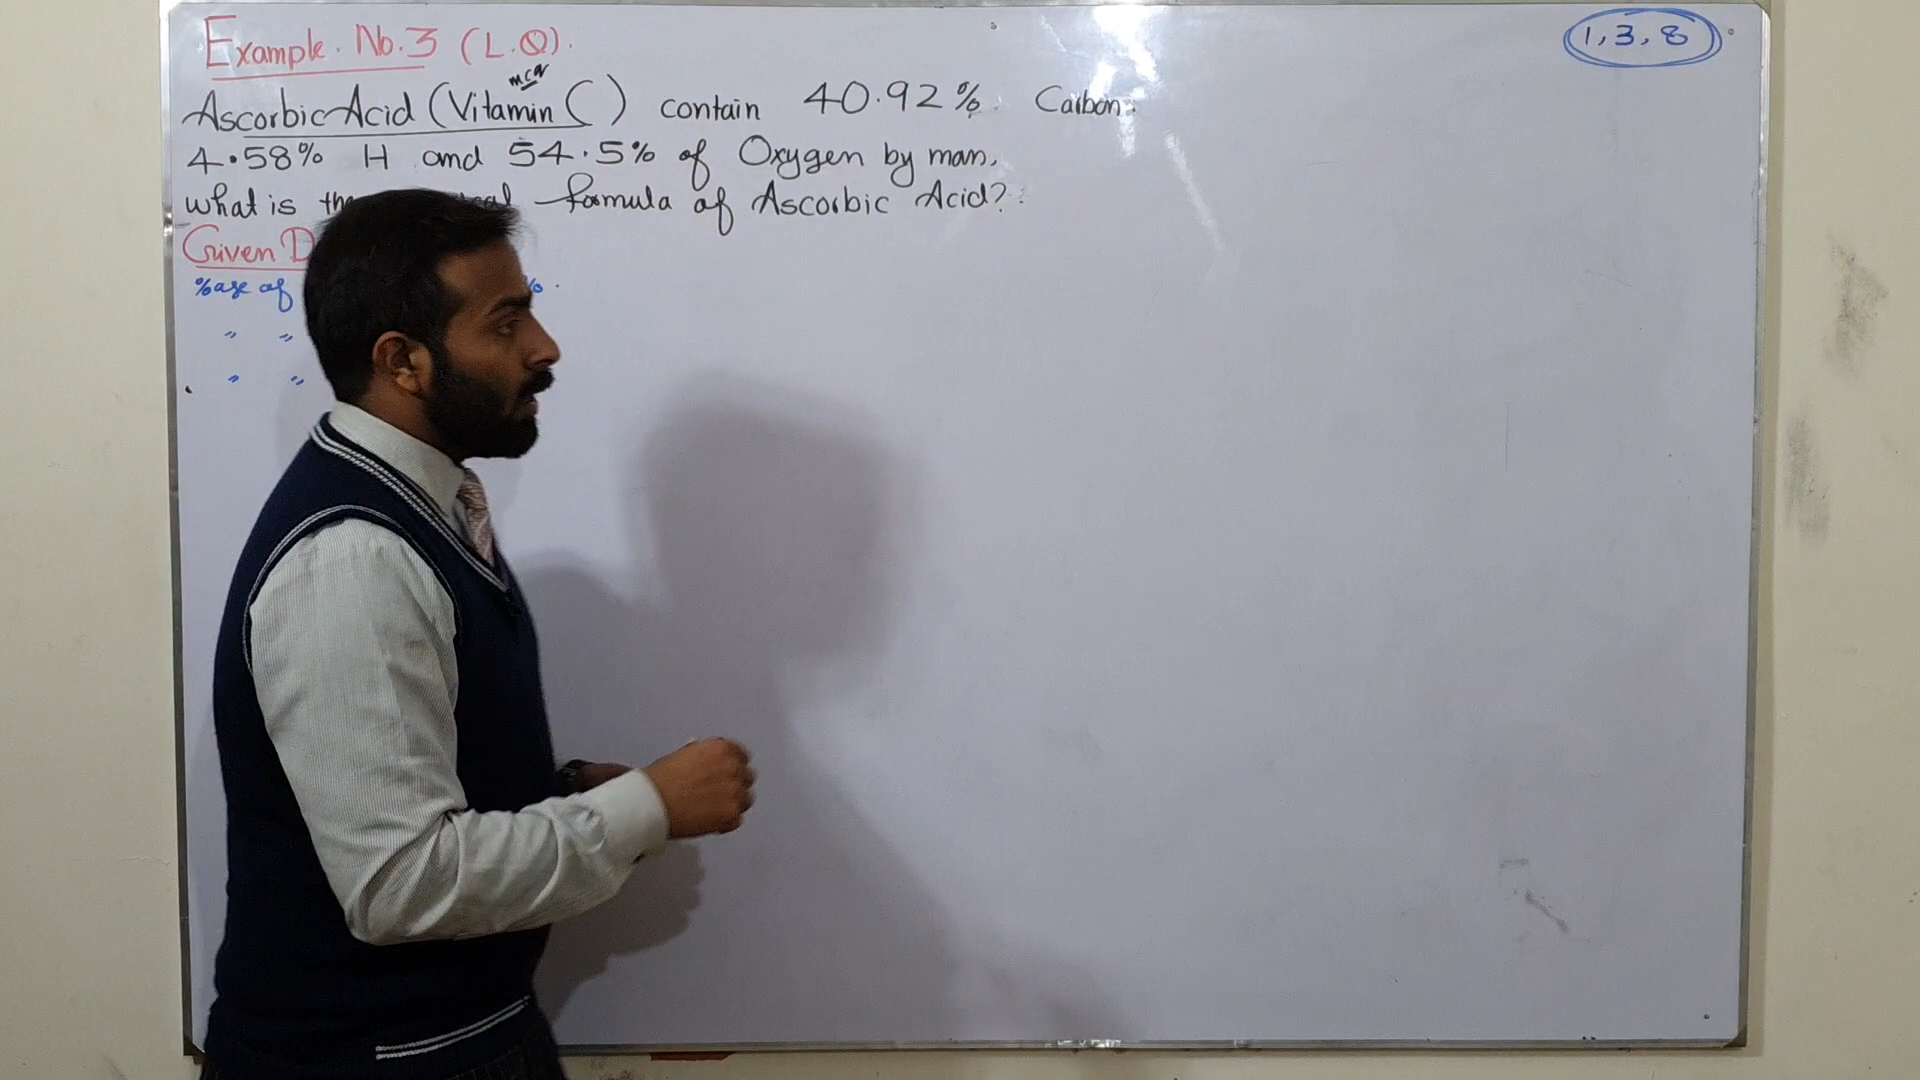 Example. No.3 (L.Q).
1, 3, 8
mcq
Ascorbic Acid (Vitamin C) contain 40.92% Carbon.
4.58% H and 54.5% of Oxygen by mas.
what is the formula of Ascorbic Acid?
Given
%age of
" "
" "